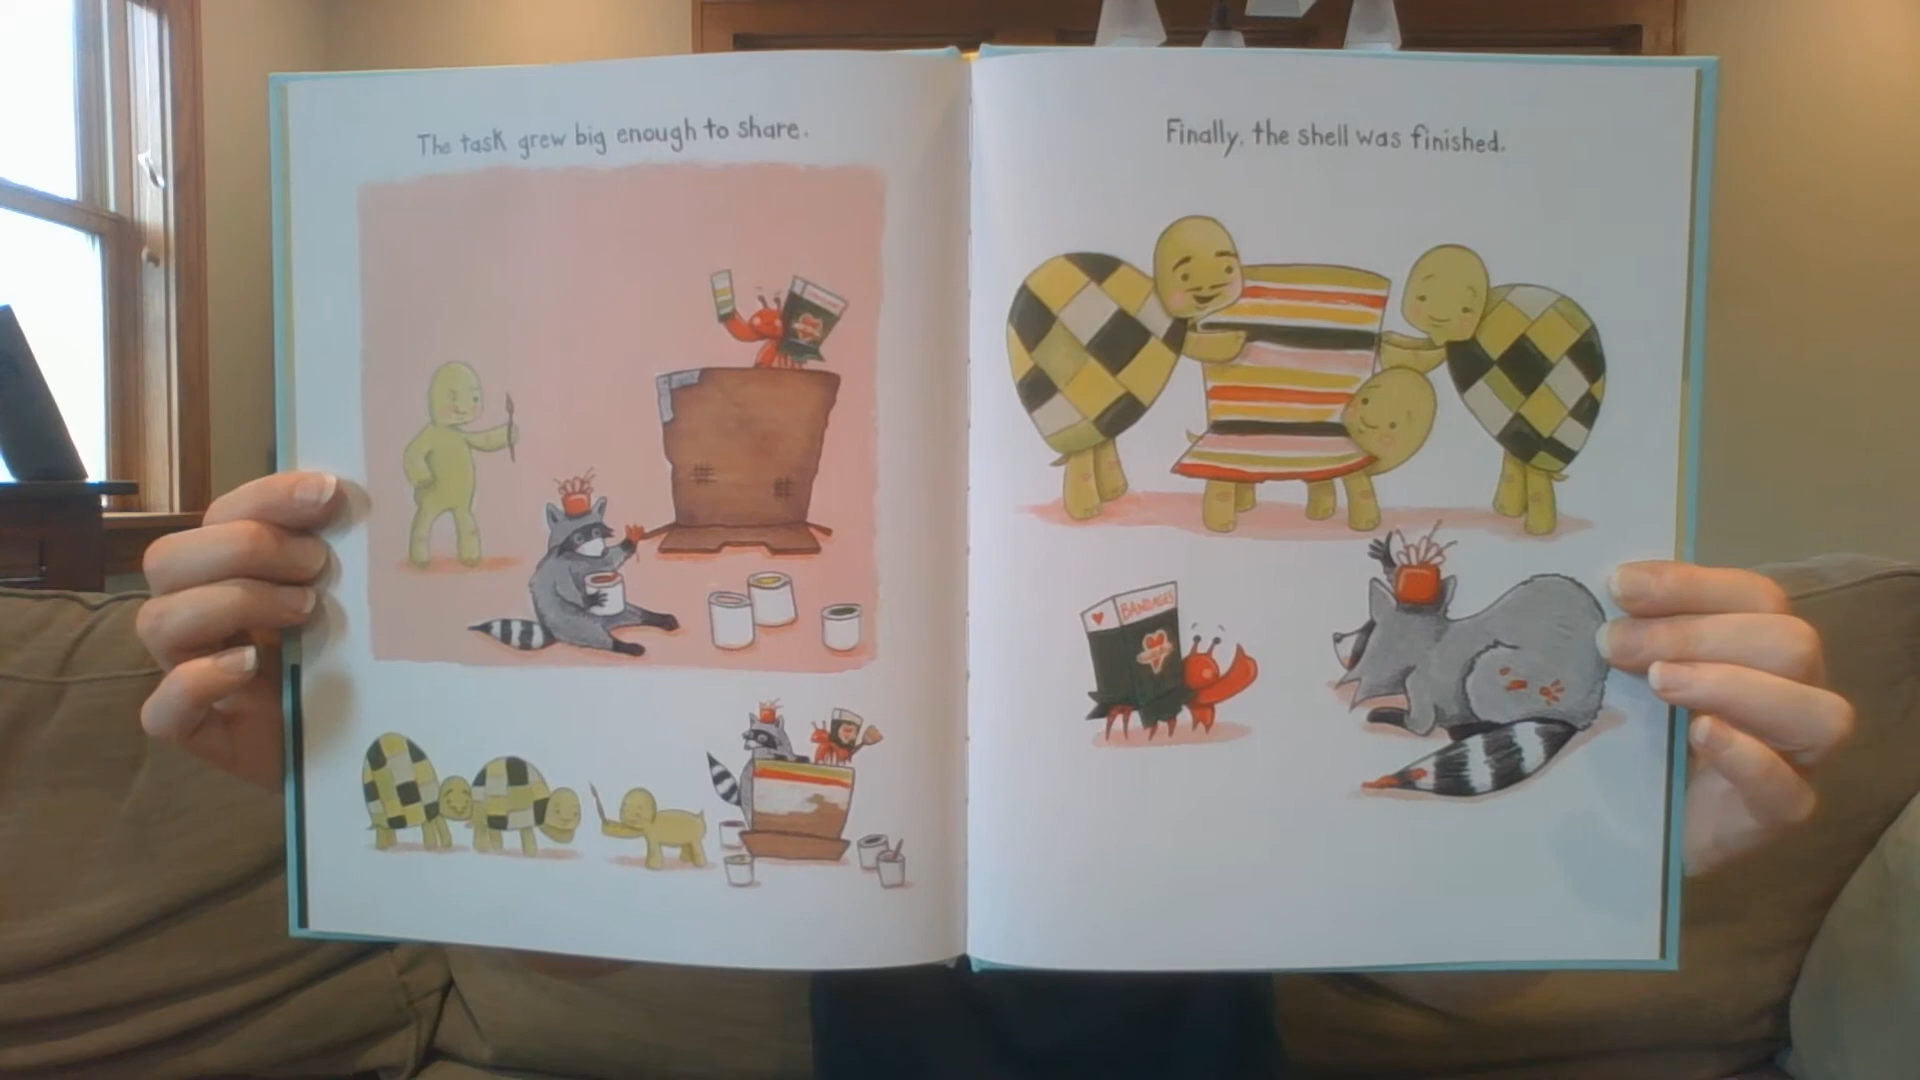 The task grew big enough to share.
Finally, the shell was finished.
BANDAGES